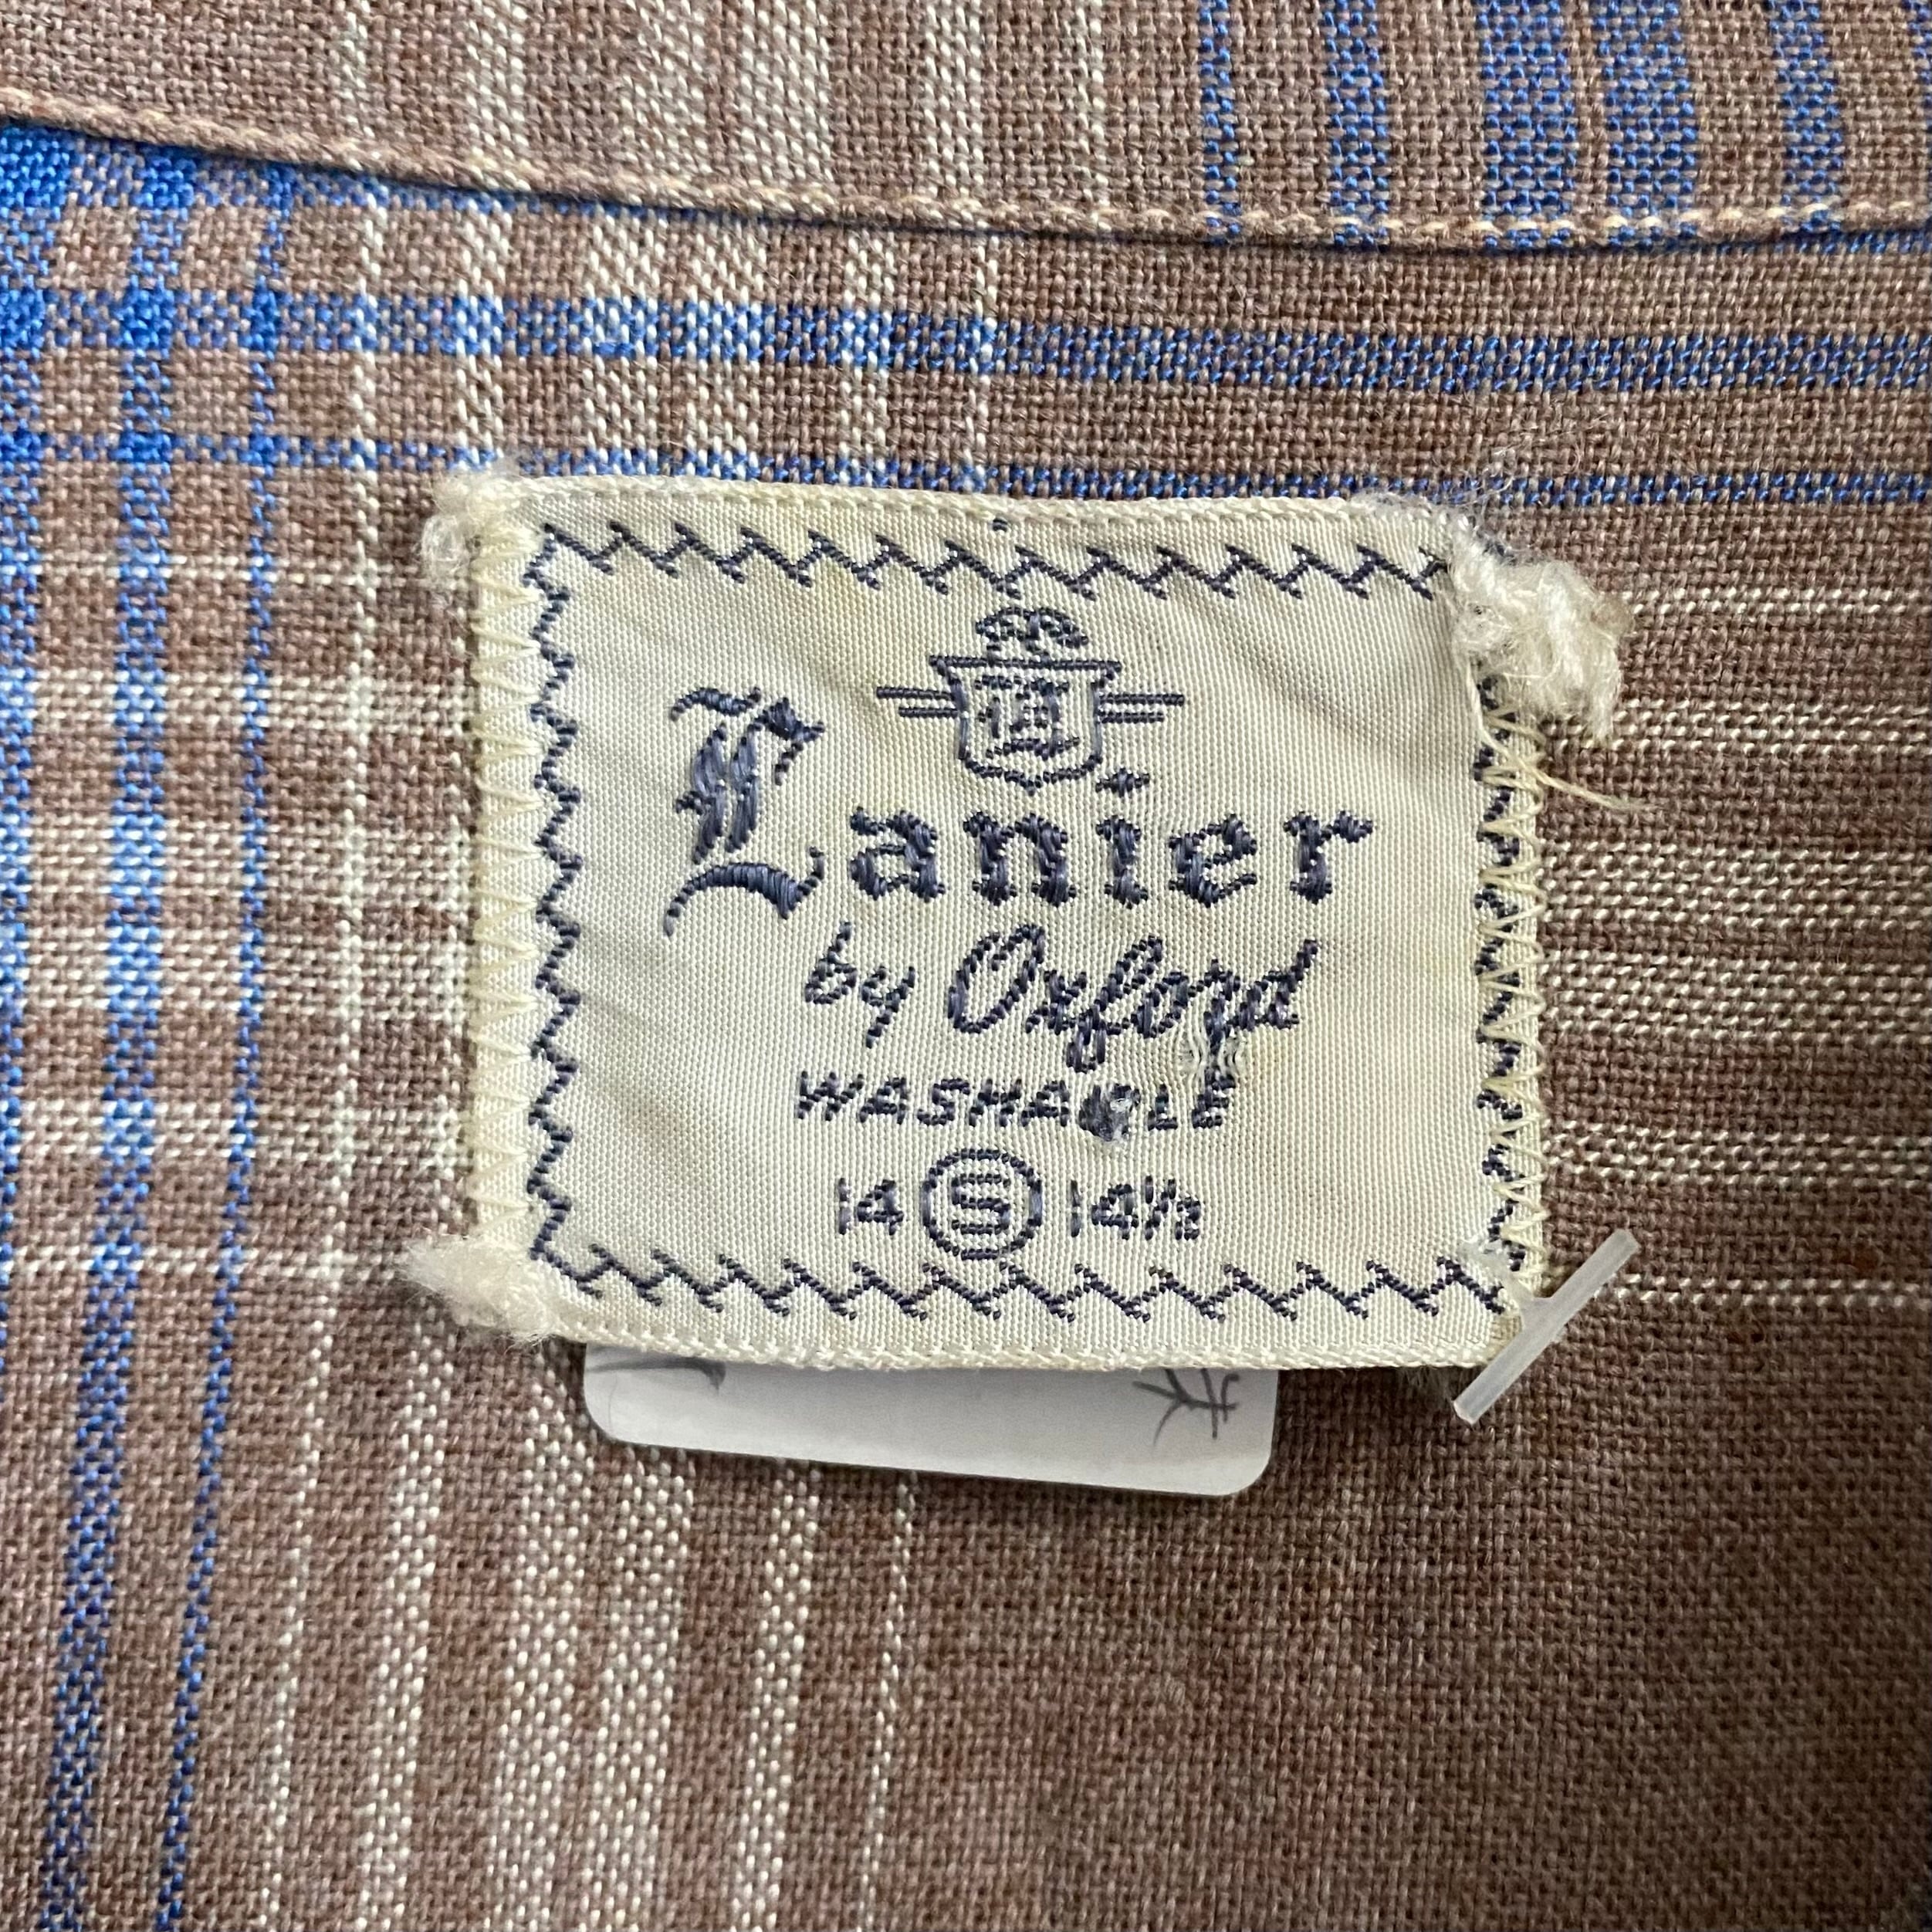 Lanier
by Oxford
WASHABLE
14 S 14½